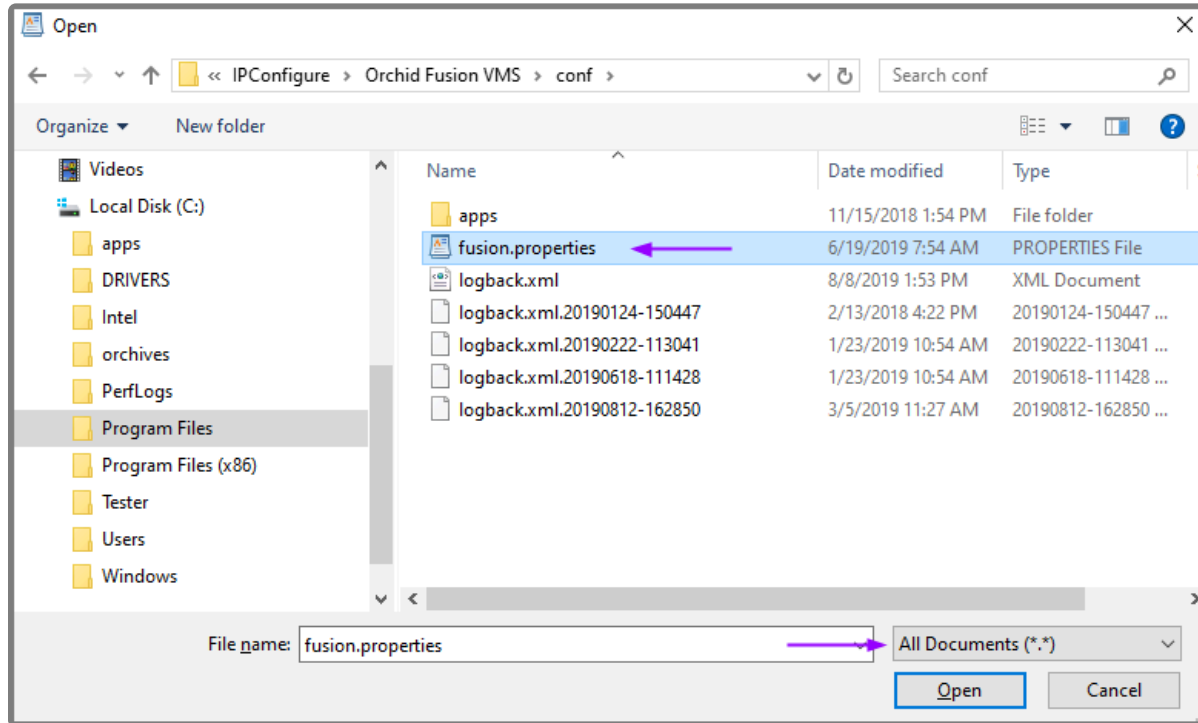 Open
« IPConfigure > Orchid Fusion VMS > conf >
Search conf
Organize
New folder
Videos
Local Disk (C:)
apps
DRIVERS
Intel
orchives
PerfLogs
Program Files
Program Files (x86)
Tester
Users
Windows
Name Date modified Type
apps 11/15/2018 1:54 PM File folder
fusion.properties 6/19/2019 7:54 AM PROPERTIES File
logback.xml 8/8/2019 1:53 PM XML Document
logback.xml.20190124-150447 2/13/2018 4:22 PM 20190124-150447 ...
logback.xml.20190222-113041 1/23/2019 10:54 AM 20190222-113041 ...
logback.xml.20190618-111428 1/23/2019 10:54 AM 20190618-111428 ...
logback.xml.20190812-162850 3/5/2019 11:27 AM 20190812-162850 ...
File name: fusion.properties
All Documents (*.*)
Open
Cancel